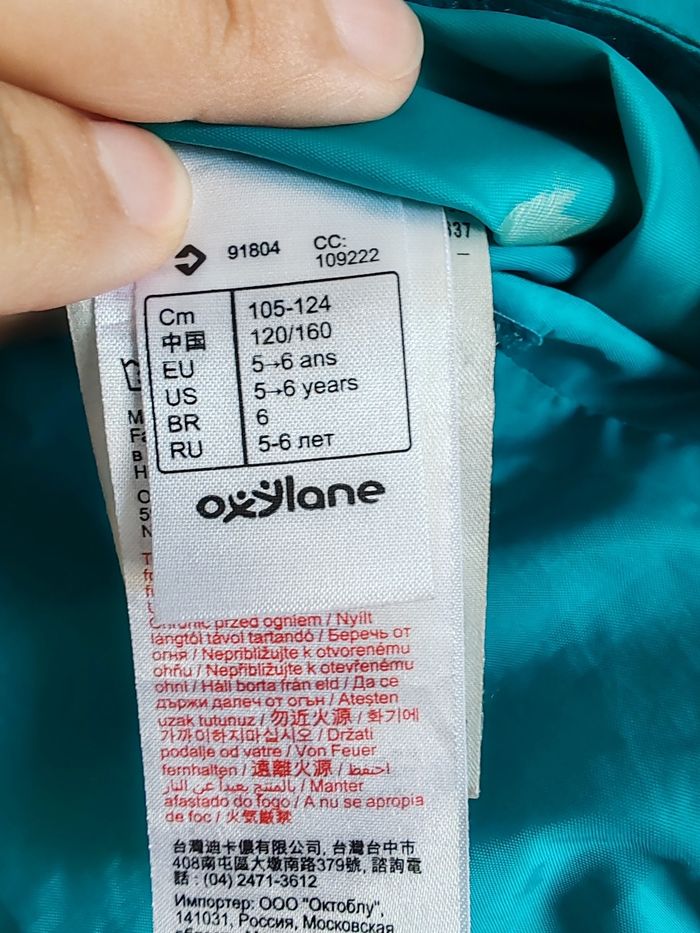 91804
CC:
109222
337
Cm 105-124
中国 120/160
EU 5→6 ans
US 5→6 years
BR 6
RU 5-6 лет
oxylane
Chronić przed ogniem / Nyílt
lángtól távol tartandó / Беречь от
огня / Nepribližujte k otvorenému
ohňu / Nepřibližujte k otevřenému
ohni / Håll borta från eld / Да се
държи далеч от огън / Ateşten
uzak tutunuz / 勿近火源 / 화기에
가까이하지마십시오 / Držati
podalje od vatre / Von Feuer
fernhalten / 遠離火源 / احتفظ
بالمنتج بعيدا عن النار / Manter
afastado do fogo / A nu se apropia
de foc / 火気厳禁
台灣迪卡儂有限公司, 台灣台中市
408南屯區大墩南路379號, 諮詢電
話 : (04) 2471-3612
Импортер: ООО "Октоблу",
141031, Россия, Московская